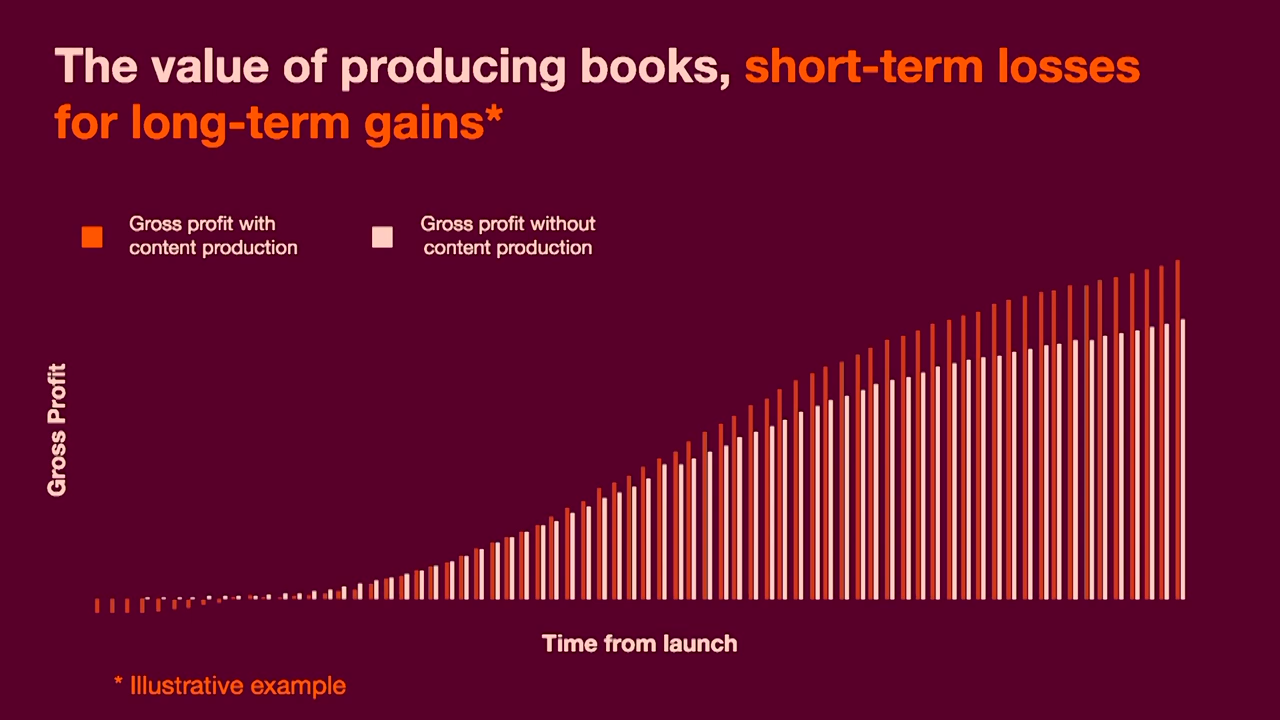 The value of producing books, short-term losses
for long-term gains*
Gross profit with
content production
Gross profit without
content production
Gross Profit
Time from launch
* Illustrative example